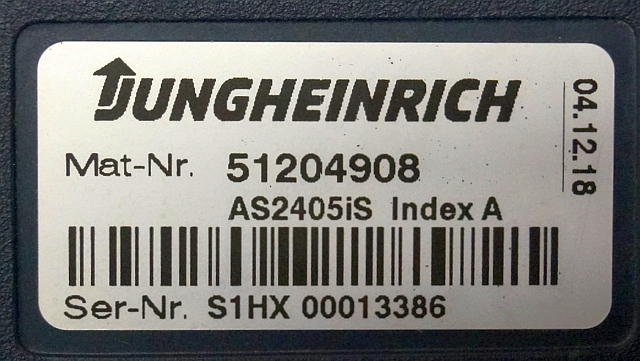 JUNGHEINRICH
04.12.18
Mat-Nr. 51204908
AS2405iS Index A
Ser-Nr. S1HX 00013386